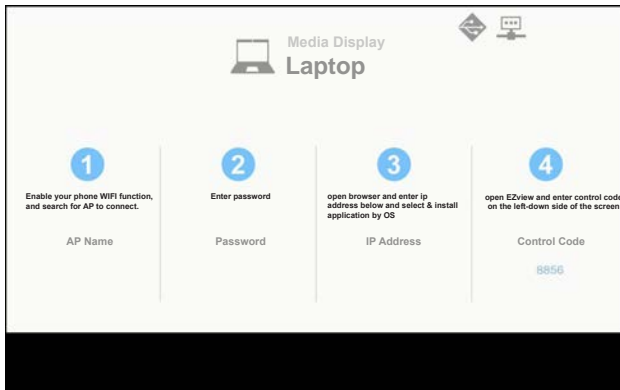 Media Display
Laptop
1
2
3
4
Enable your phone WIFI function,
and search for AP to connect.
Enter password
open browser and enter ip
address below and select & install
application by OS
open EZview and enter control code
on the left-down side of the screen
AP Name
Password
IP Address
Control Code
8856